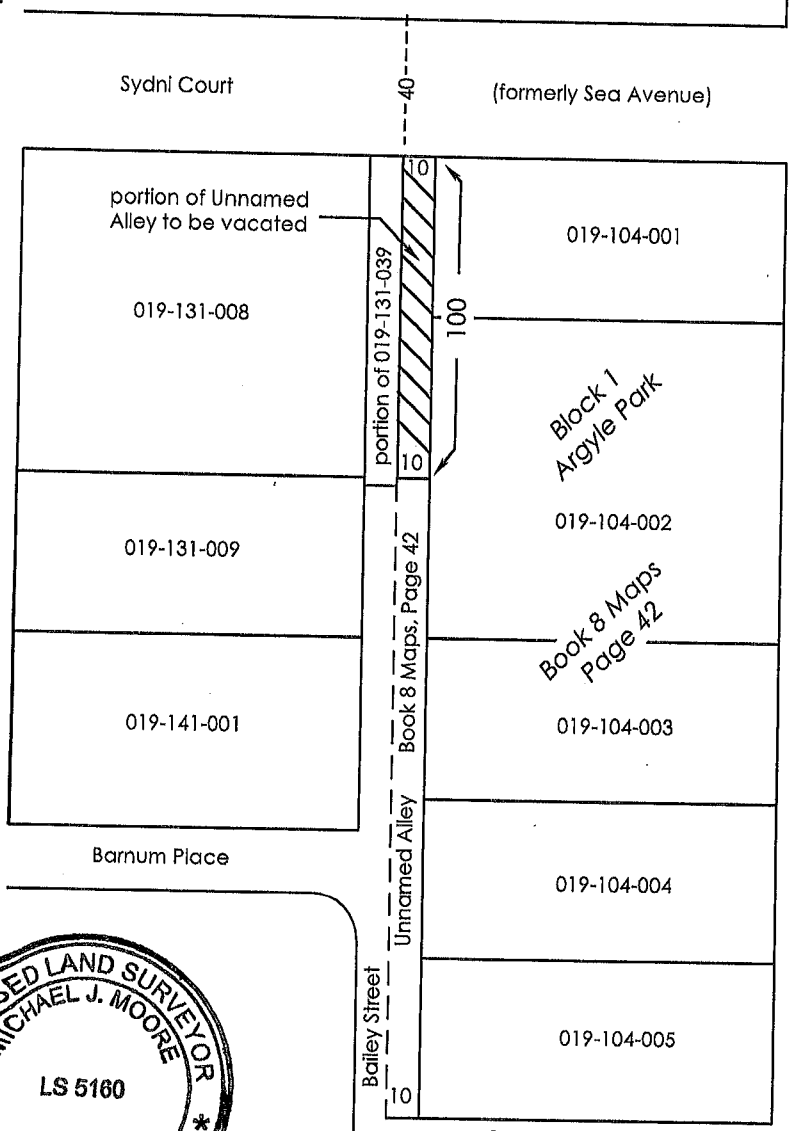 Sydni Court
40
(formerly Sea Avenue)
portion of Unnamed
Alley to be vacated
10
019-104-001
019-131-008
portion of 019-131-039
100
Block 1
Argyle Park
10
019-104-002
019-131-009
Book 8 Maps, Page 42
Book 8 Maps
Page 42
019-141-001
019-104-003
Barnum Place
Unnamed Alley
019-104-004
Bailey Street
019-104-005
10
SED LAND SURVEYOR
MICHAEL J. MOORE
LS 5160
*